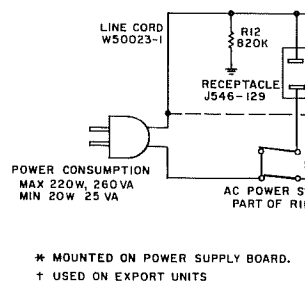 LINE CORD
W50023-1
R12
820K
RECEPTACLE
J546-129
POWER CONSUMPTION
MAX 220W, 260VA
MIN 20W 25 VA
AC POWER S
PART OF R1
* MOUNTED ON POWER SUPPLY BOARD.
† USED ON EXPORT UNITS